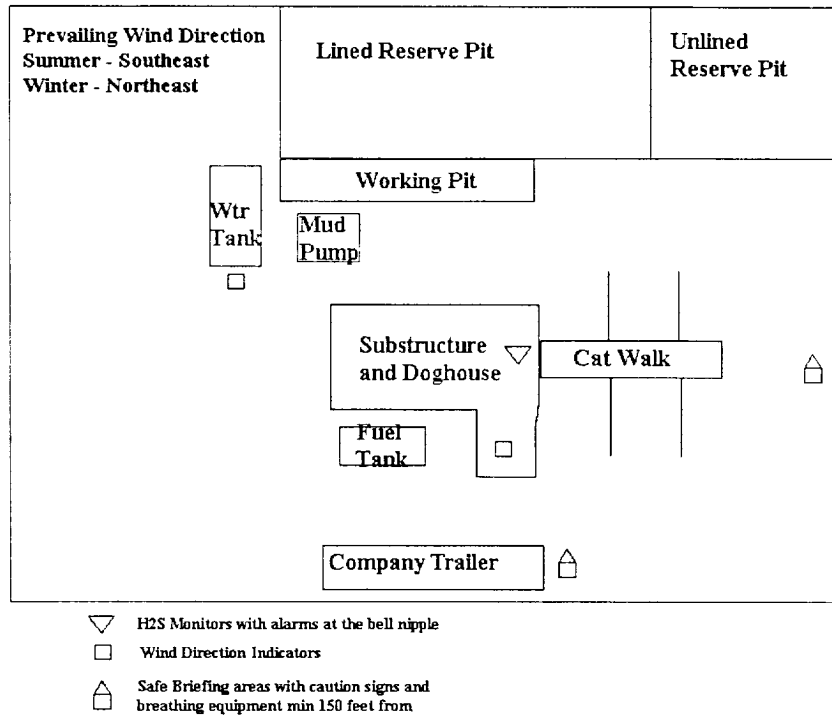 Prevailing Wind Direction
Summer - Southeast
Winter - Northeast
Lined Reserve Pit
Unlined
Reserve Pit
Working Pit
Wtr
Tank
Mud
Pump
Substructure
and Doghouse
Cat Walk
Fuel
Tank
Company Trailer
H2S Monitors with alarms at the bell nipple
Wind Direction Indicators
Safe Briefing areas with caution signs and
breathing equipment min 150 feet from